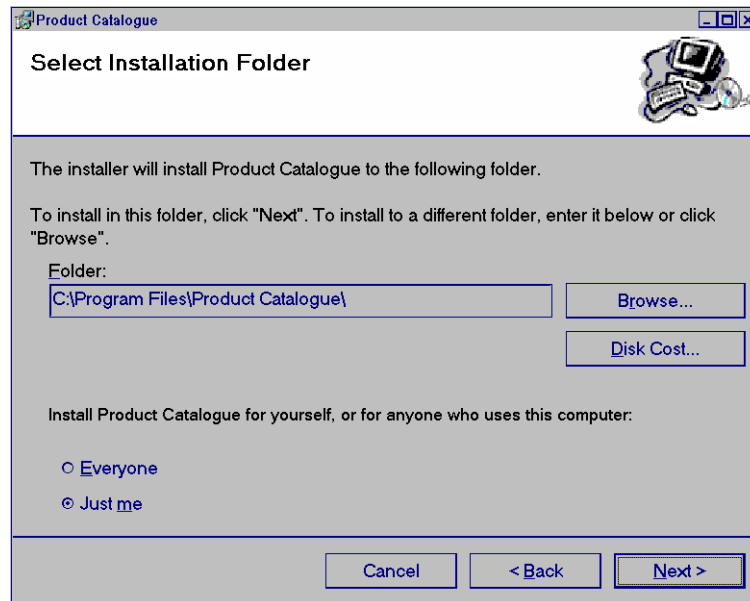 Product Catalogue
Select Installation Folder
The installer will install Product Catalogue to the following folder.
To install in this folder, click "Next". To install to a different folder, enter it below or click
"Browse".
Folder:
C:\Program Files\Product Catalogue\
Browse...
Disk Cost...
Install Product Catalogue for yourself, or for anyone who uses this computer:
Everyone
Just me
Cancel
< Back
Next >